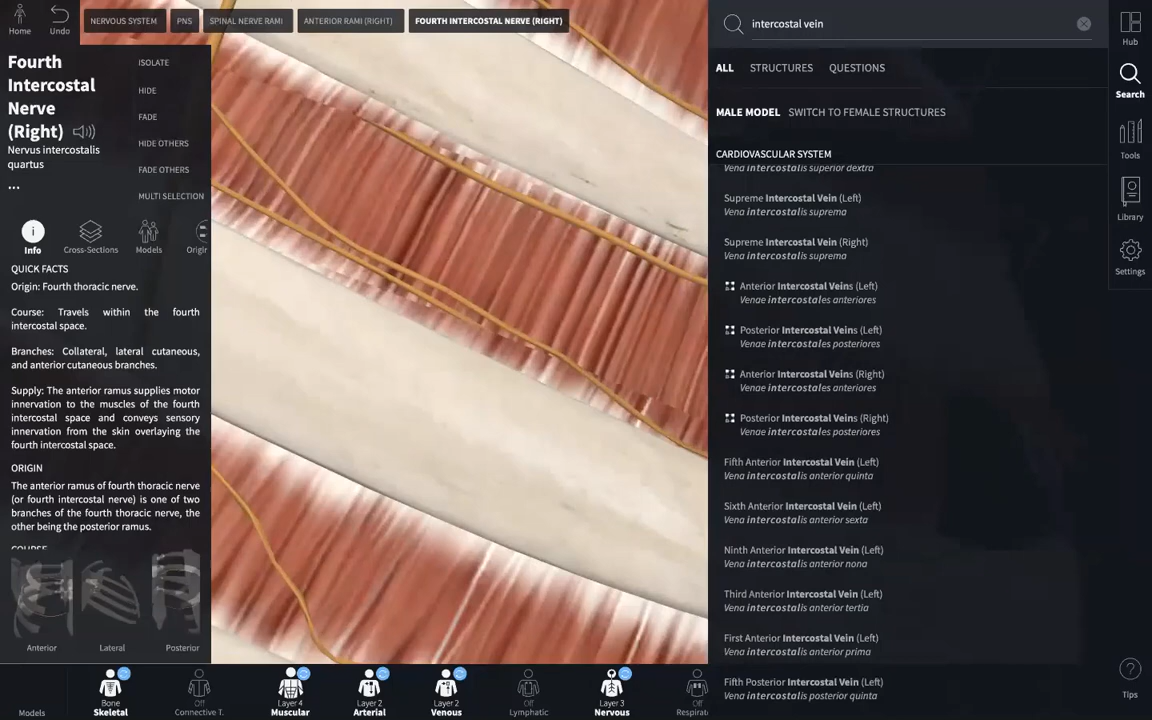 Home
Undo
NERVOUS SYSTEM
PNS
SPINAL NERVE RAMI
ANTERIOR RAMI (RIGHT)
FOURTH INTERCOSTAL NERVE (RIGHT)
Fourth
Intercostal
Nerve
(Right)
Nervus intercostalis
quartus
...
ISOLATE
HIDE
FADE
HIDE OTHERS
FADE OTHERS
MULTI SELECTION
Info
Cross-Sections
Models
Origin
QUICK FACTS
Origin: Fourth thoracic nerve.
Course: Travels within the fourth
intercostal space.
Branches: Collateral, lateral cutaneous,
and anterior cutaneous branches.
Supply: The anterior ramus supplies motor
innervation to the muscles of the fourth
intercostal space and conveys sensory
innervation from the skin overlaying the
fourth intercostal space.
ORIGIN
The anterior ramus of fourth thoracic nerve
(or fourth intercostal nerve) is one of two
branches of the fourth thoracic nerve, the
other being the posterior ramus.
COURSE
Anterior
Lateral
Posterior
Models
Bone
Skeletal
Off
Connective T.
Layer 4
Muscular
Layer 2
Arterial
Layer 2
Venous
Off
Lymphatic
Layer 3
Nervous
Off
Respirat
intercostal vein
ALL
STRUCTURES
QUESTIONS
MALE MODEL
SWITCH TO FEMALE STRUCTURES
CARDIOVASCULAR SYSTEM
Vena intercostalis superior dextra
Supreme Intercostal Vein (Left)
Vena intercostalis suprema
Supreme Intercostal Vein (Right)
Vena intercostalis suprema
Anterior Intercostal Veins (Left)
Venae intercostales anteriores
Posterior Intercostal Veins (Left)
Venae intercostales posteriores
Anterior Intercostal Veins (Right)
Venae intercostales anteriores
Posterior Intercostal Veins (Right)
Venae intercostales posteriores
Fifth Anterior Intercostal Vein (Left)
Vena intercostalis anterior quinta
Sixth Anterior Intercostal Vein (Left)
Vena intercostalis anterior sexta
Ninth Anterior Intercostal Vein (Left)
Vena intercostalis anterior nona
Third Anterior Intercostal Vein (Left)
Vena intercostalis anterior tertia
First Anterior Intercostal Vein (Left)
Vena intercostalis anterior prima
Fifth Posterior Intercostal Vein (Left)
Vena intercostalis posterior quinta
Hub
Search
Tools
Library
Settings
Tips